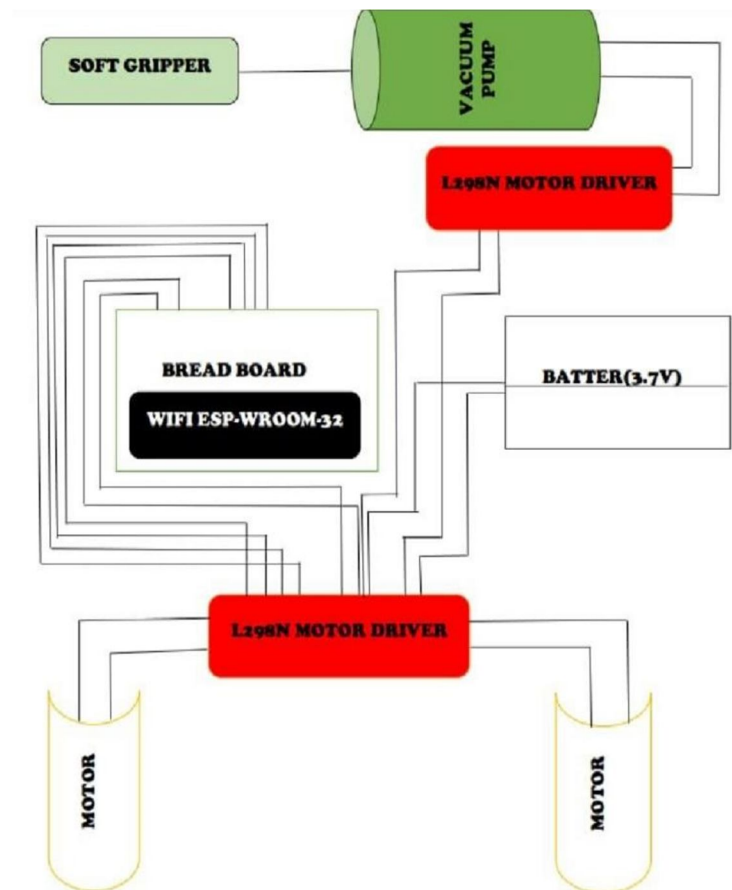 SOFT GRIPPER
VACUUM
PUMP
L298N MOTOR DRIVER
BREAD BOARD
WIFI ESP-WROOM-32
BATTER(3.7V)
L298N MOTOR DRIVER
MOTOR
MOTOR